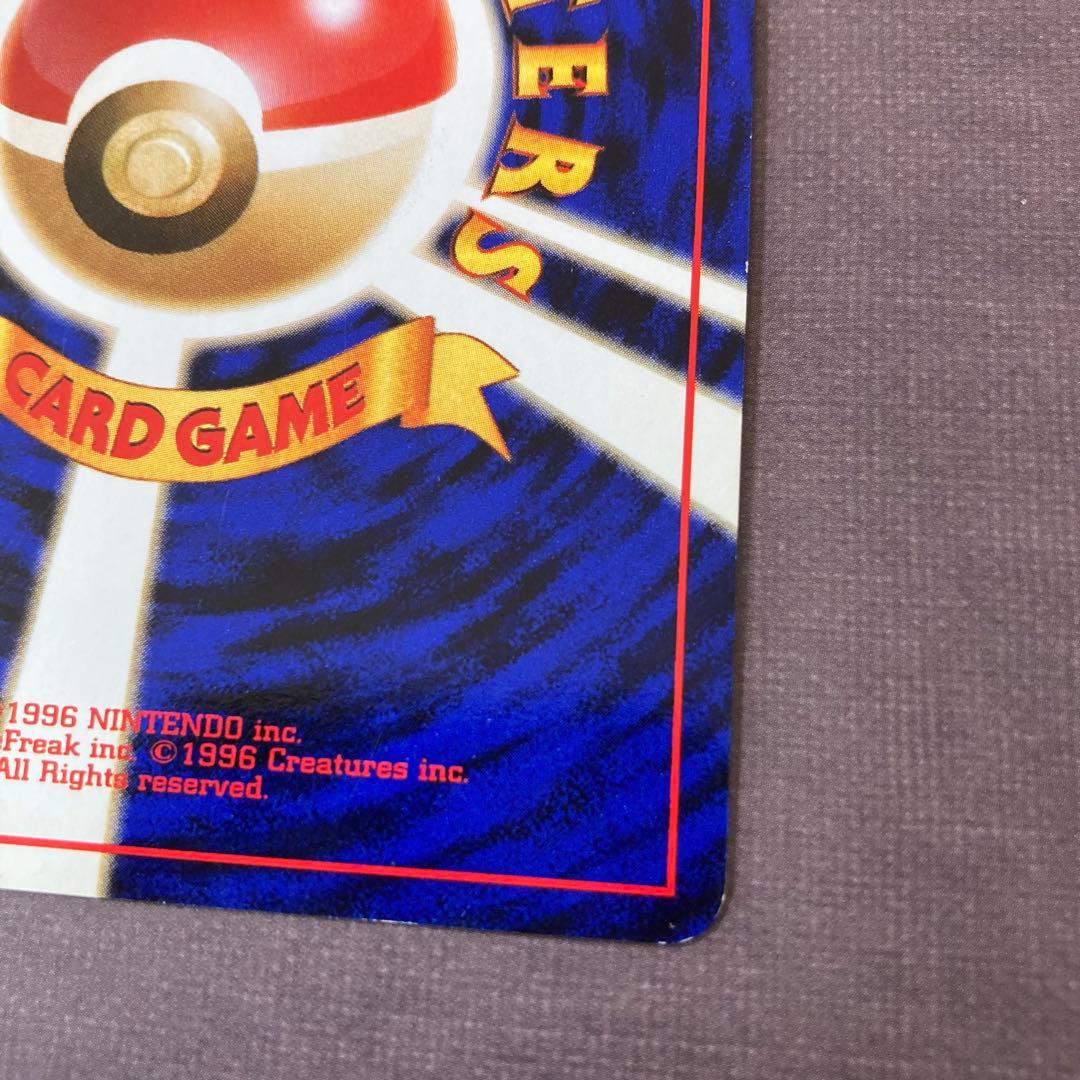 ERS
CARD GAME
1996 NINTENDO inc.
Freak inc. ©1996 Creatures inc.
All Rights reserved.